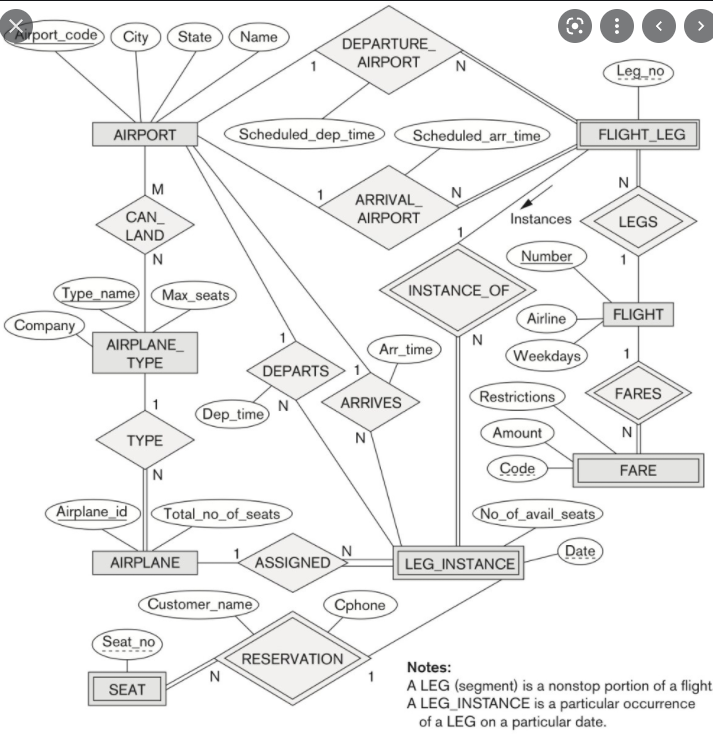 Airport_code
City
State
Name
DEPARTURE_
AIRPORT
1
N
Leg_no
AIRPORT
Scheduled_dep_time
Scheduled_arr_time
FLIGHT_LEG
M
1
ARRIVAL_
AIRPORT
N
Instances
N
CAN_
LAND
LEGS
1
N
Number
1
Type_name
Max_seats
INSTANCE_OF
Company
Airline
FLIGHT
AIRPLANE_
TYPE
1
Arr_time
N
Weekdays
1
DEPARTS
1
Restrictions
FARES
1
Dep_time
N
ARRIVES
TYPE
N
Amount
N
N
Code
FARE
Airplane_id
Total_no_of_seats
No_of_avail_seats
AIRPLANE
1
ASSIGNED
N
LEG_INSTANCE
Date
Customer_name
Cphone
Seat_no
RESERVATION
SEAT
N
1
Notes:
A LEG (segment) is a nonstop portion of a flight
A LEG_INSTANCE is a particular occurrence
of a LEG on a particular date.